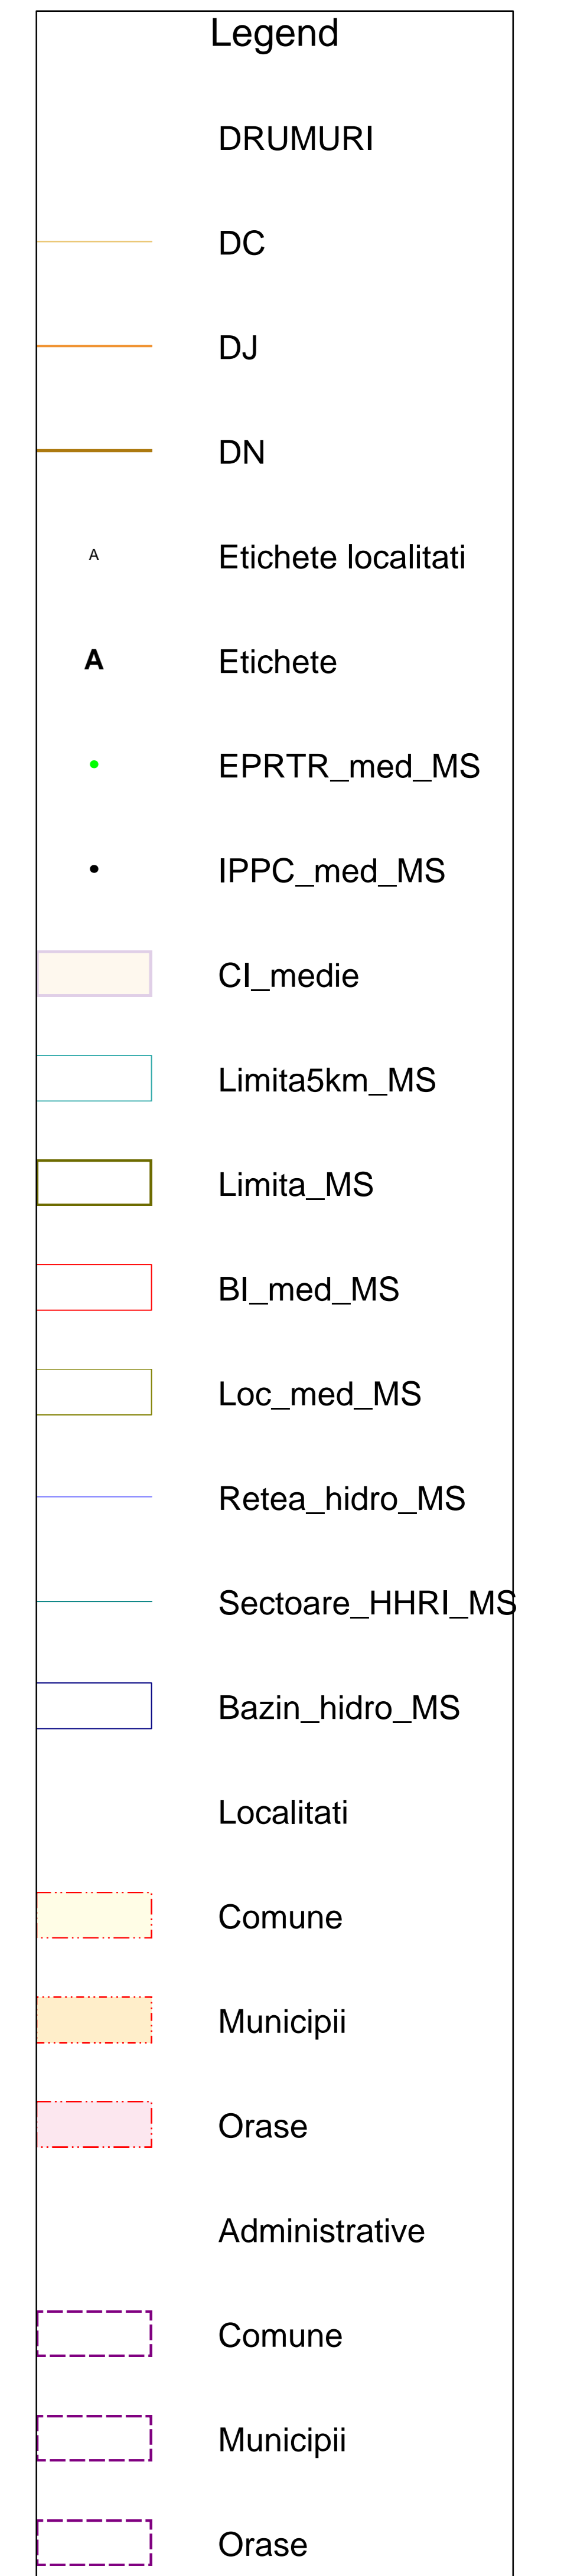 Legend
DRUMURI
DC
DJ
DN
A Etichete localitati
A Etichete
EPRTR_med_MS
IPPC_med_MS
CI_medie
Limita5km_MS
Limita_MS
BI_med_MS
Loc_med_MS
Retea_hidro_MS
Sectoare_HHRI_MS
Bazin_hidro_MS
Localitati
Comune
Municipii
Orase
Administrative
Comune
Municipii
Orase